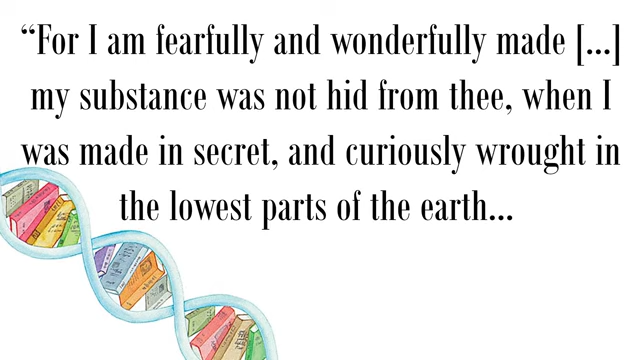 “For I am fearfully and wonderfully made [...]
my substance was not hid from thee, when I
was made in secret, and curiously wrought in
the lowest parts of the earth...